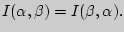 I(α, β) = I(β, α).